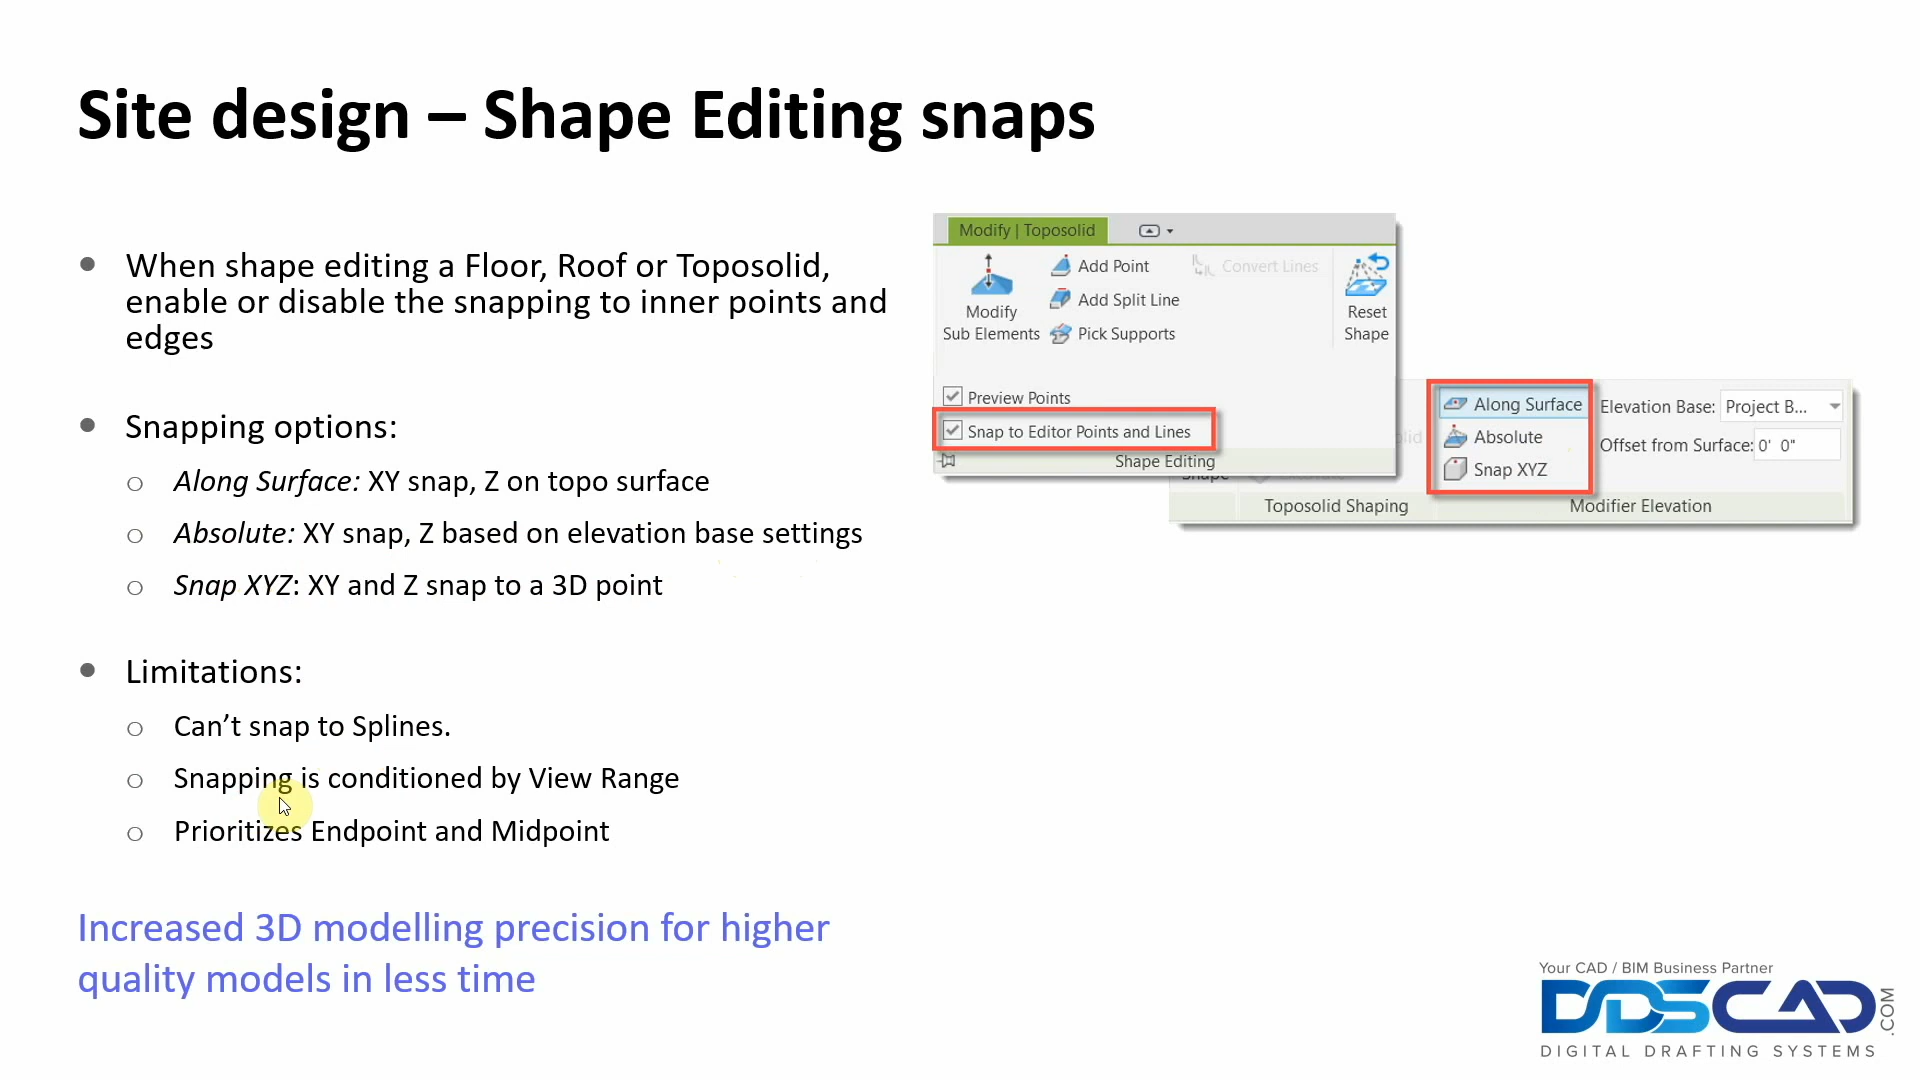 Site design – Shape Editing snaps
When shape editing a Floor, Roof or Toposolid,
enable or disable the snapping to inner points and
edges
Snapping options:
Along Surface: XY snap, Z on topo surface
Absolute: XY snap, Z based on elevation base settings
Snap XYZ: XY and Z snap to a 3D point
Limitations:
Can’t snap to Splines.
Snapping is conditioned by View Range
Prioritizes Endpoint and Midpoint
Increased 3D modelling precision for higher
quality models in less time
Modify | Toposolid
Modify
Sub Elements
Add Point
Add Split Line
Pick Supports
Convert Lines
Reset
Shape
Preview Points
Snap to Editor Points and Lines
Shape Editing
Along Surface
Absolute
Snap XYZ
Elevation Base: Project B...
Offset from Surface: 0' 0"
Shape
Toposolid Shaping
Modifier Elevation
Your CAD / BIM Business Partner
DDSCAD
.COM
DIGITAL DRAFTING SYSTEMS